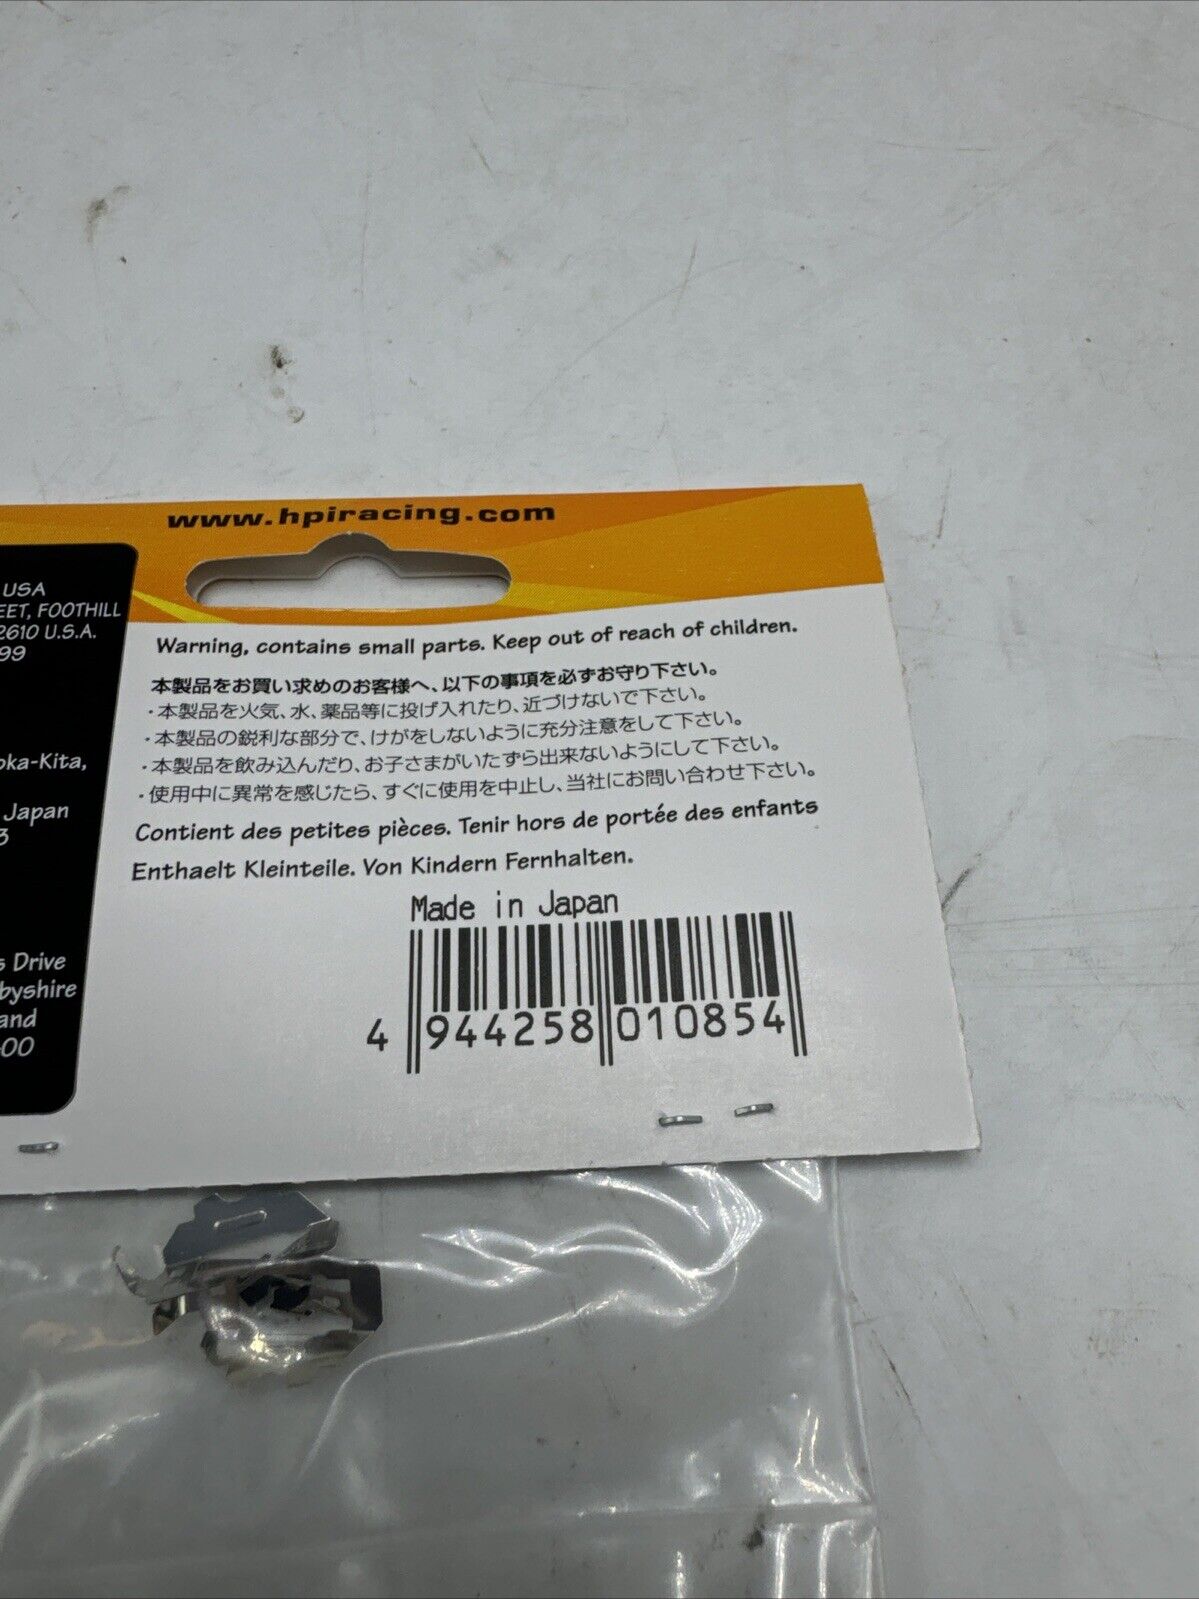 www.hpiracing.com
USA
EET, FOOTHILL
2610 U.S.A.
99
oka-Kita,
Japan
3
s Drive
byshire
and
-00
Warning, contains small parts. Keep out of reach of children.
本製品をお買い求めのお客様へ、以下の事項を必ずお守り下さい。
・本製品を火気、水、薬品等に投げ入れたり、近づけないで下さい。
・本製品の鋭利な部分で、けがをしないように充分注意をして下さい。
・本製品を飲み込んだり、お子さまがいたずら出来ないようにして下さい。
・使用中に異常を感じたら、すぐに使用を中止し、当社にお問い合わせ下さい。
Contient des petites pièces. Tenir hors de portée des enfants
Enthaelt Kleinteile. Von Kindern Fernhalten.
Made in Japan
4 944258 010854